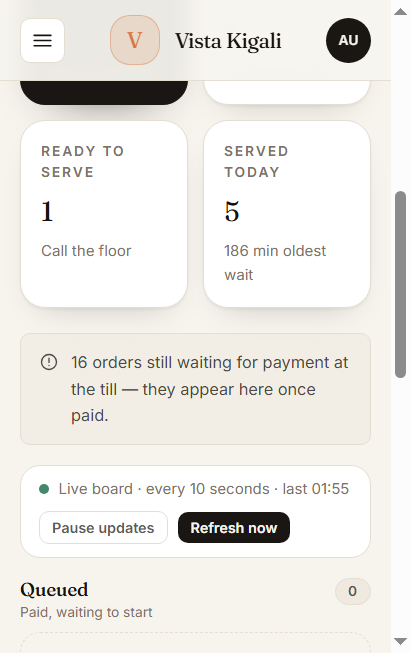 V
Vista Kigali
AU
READY TO
SERVE
1
Call the floor
SERVED
TODAY
5
186 min oldest
wait
16 orders still waiting for payment at
the till — they appear here once
paid.
Live board · every 10 seconds · last 01:55
Pause updates
Refresh now
Queued
0
Paid, waiting to start